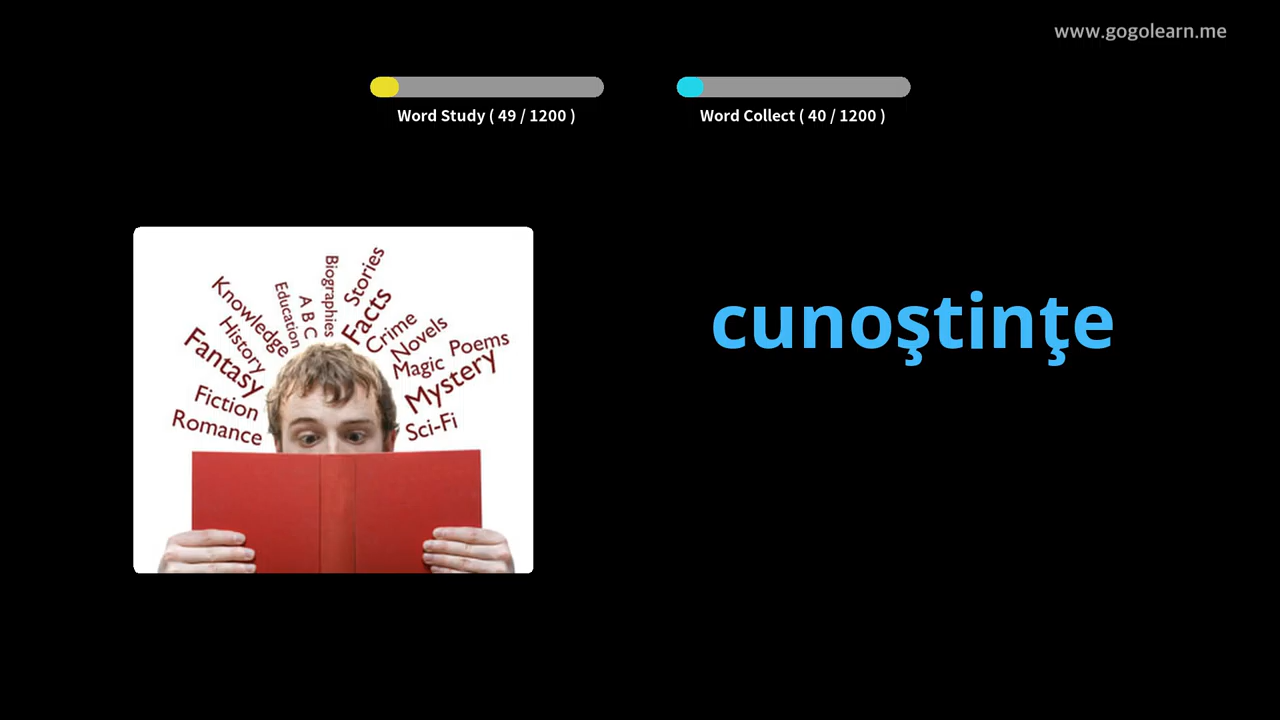 www.gogolearn.me
Word Study ( 49 / 1200 )
Word Collect ( 40 / 1200 )
Stories
Biographies
Facts
A B C
Education
Knowledge
History
Crime
Novels
Poems
Magic
Mystery
Fantasy
Fiction
Romance
Sci-Fi
cunoştinţe